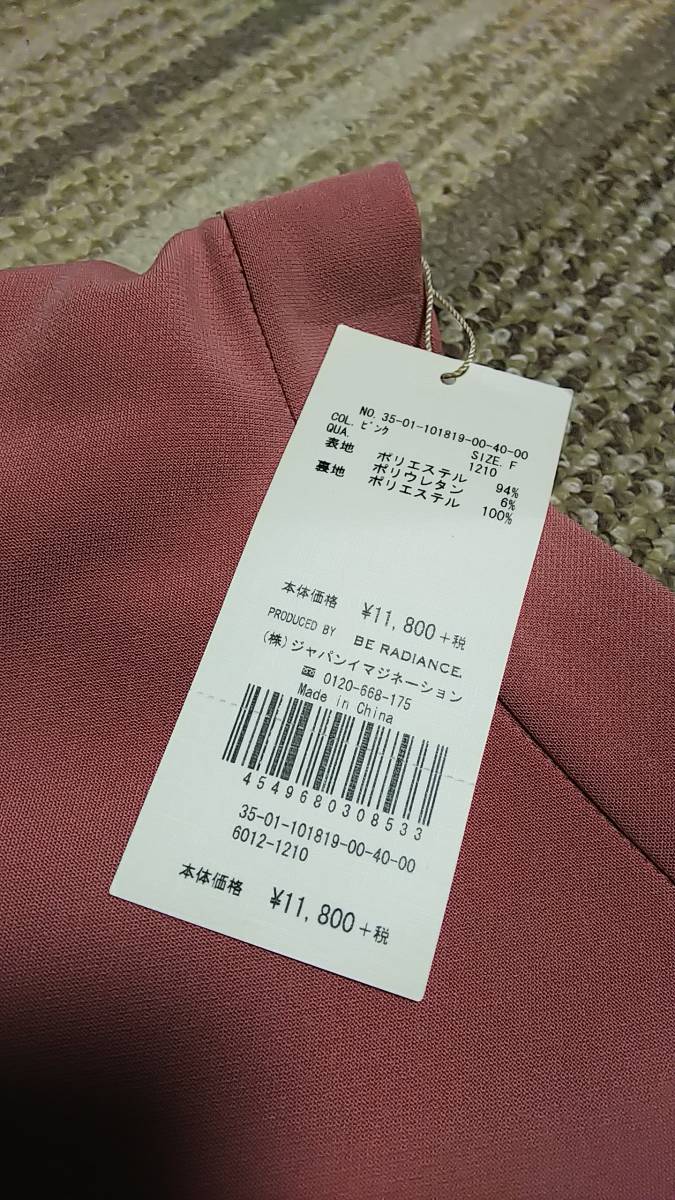 NO. 35-01-101819-00-40-00
COL. ピンク SIZE. F
QUA. 1210
表地 ポリエステル 94%
ポリウレタン 6%
裏地 ポリエステル 100%
本体価格 ¥11,800+税
PRODUCED BY BE RADIANCE.
(株)ジャパンイマジネーション
0120-668-175
Made in China
4549680308533
35-01-101819-00-40-00
6012-1210
本体価格 ¥11,800+税